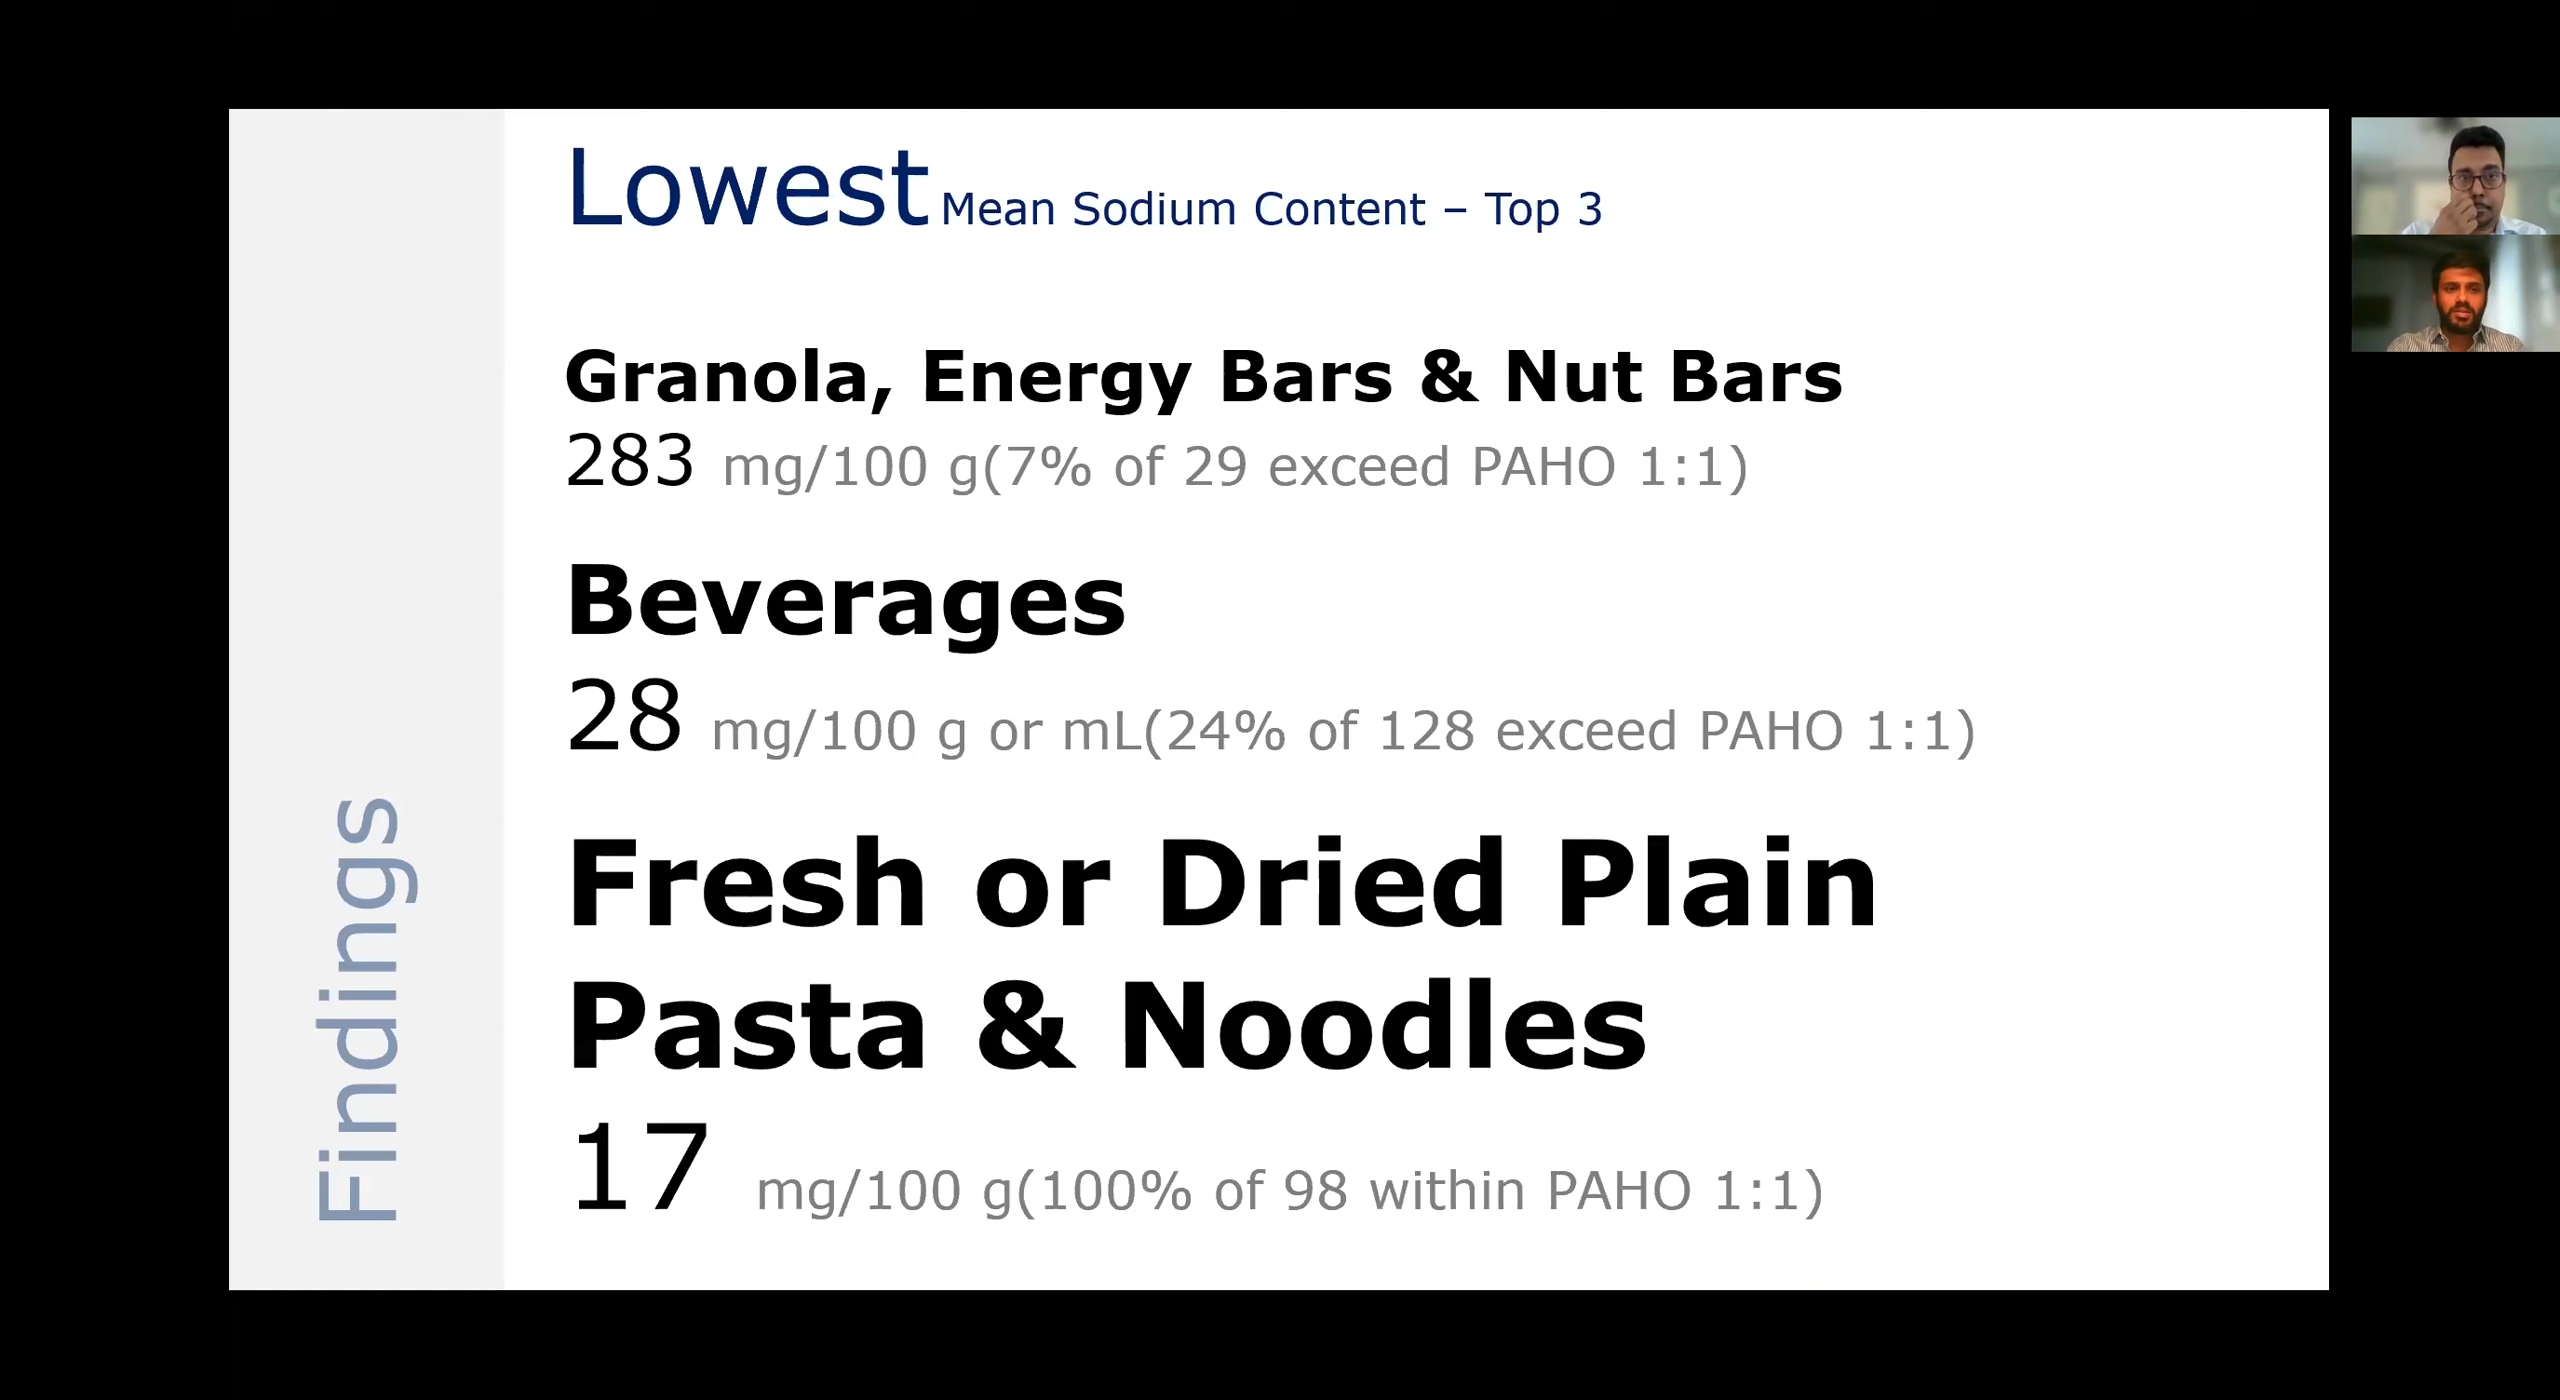 Lowest Mean Sodium Content – Top 3
Granola, Energy Bars & Nut Bars
283 mg/100 g(7% of 29 exceed PAHO 1:1)
Beverages
28 mg/100 g or mL(24% of 128 exceed PAHO 1:1)
Fresh or Dried Plain
Pasta & Noodles
17 mg/100 g(100% of 98 within PAHO 1:1)
Findings